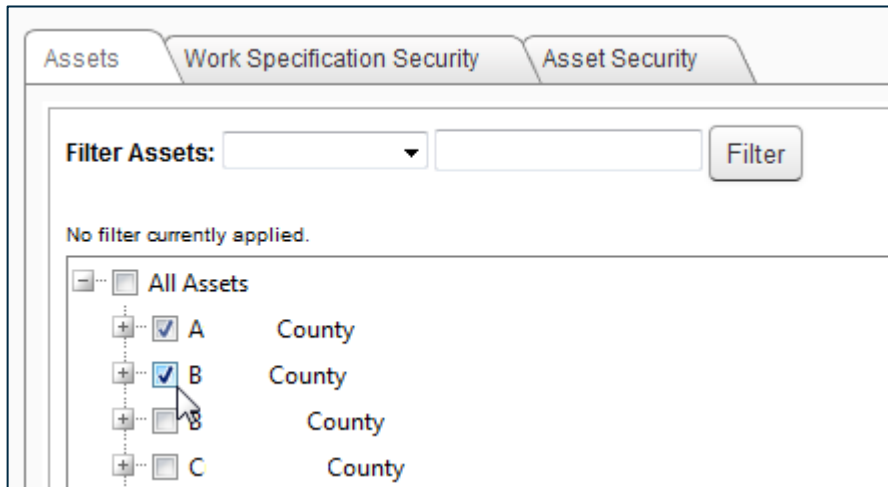 Assets Work Specification Security Asset Security
Filter Assets: Filter
No filter currently applied.
All Assets
A County
B County
B County
C County